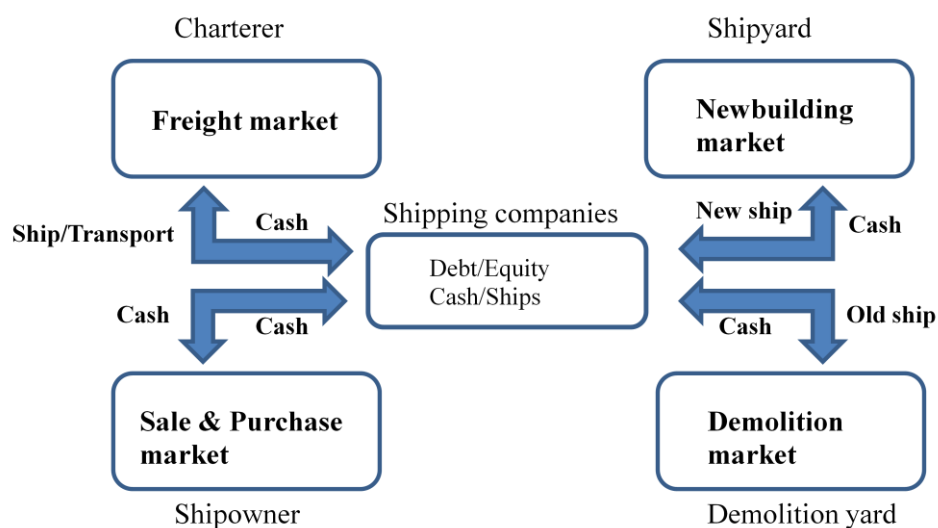 Charterer
Shipyard
Freight market
Newbuilding
market
Shipping companies
Ship/Transport
Cash
New ship
Cash
Debt/Equity
Cash/Ships
Cash
Cash
Cash
Old ship
Sale & Purchase
market
Demolition
market
Shipowner
Demolition yard